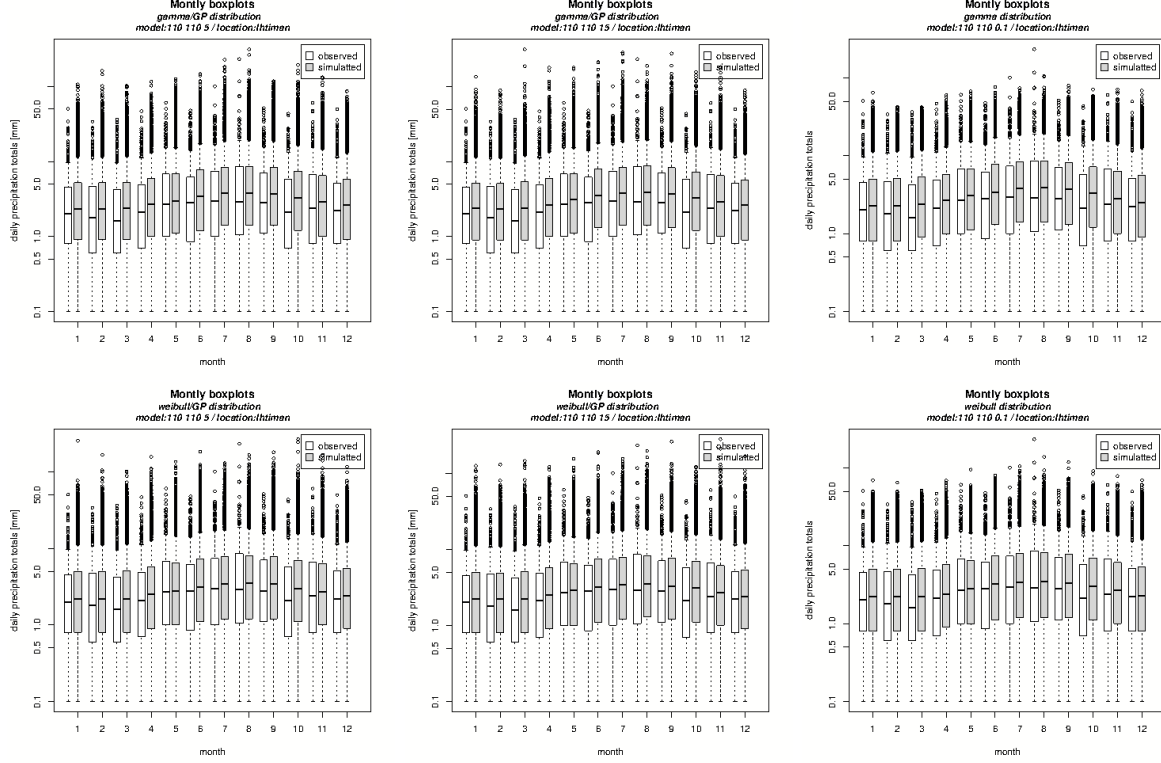 Montly boxplots
gamma/GP distribution
model:110 110 5 / location:Ihtiman
observed
simulatted
daily precipitation totals [mm]
50.0
5.0
1.0
0.5
0.1
1 2 3 4 5 6 7 8 9 10 11 12
month
Montly boxplots
gamma/GP distribution
model:110 110 15 / location:Ihtiman
observed
simulatted
daily precipitation totals [mm]
50.0
5.0
1.0
0.5
0.1
1 2 3 4 5 6 7 8 9 10 11 12
month
Montly boxplots
gamma distribution
model:110 110 0.1 / location:Ihtiman
observed
simulatted
daily precipitation totals
50.0
5.0
1.0
0.5
0.1
1 2 3 4 5 6 7 8 9 10 11 12
month
Montly boxplots
weibull/GP distribution
model:110 110 5 / location:Ihtiman
observed
simulatted
daily precipitation totals [mm]
50.0
5.0
1.0
0.5
0.1
1 2 3 4 5 6 7 8 9 10 11 12
month
Montly boxplots
weibull/GP distribution
model:110 110 15 / location:Ihtiman
observed
simulatted
daily precipitation totals [mm]
50.0
5.0
1.0
0.5
0.1
1 2 3 4 5 6 7 8 9 10 11 12
month
Montly boxplots
weibull distribution
model:110 110 0.1 / location:Ihtiman
observed
simulatted
daily precipitation totals
50.0
5.0
1.0
0.5
0.1
1 2 3 4 5 6 7 8 9 10 11 12
month